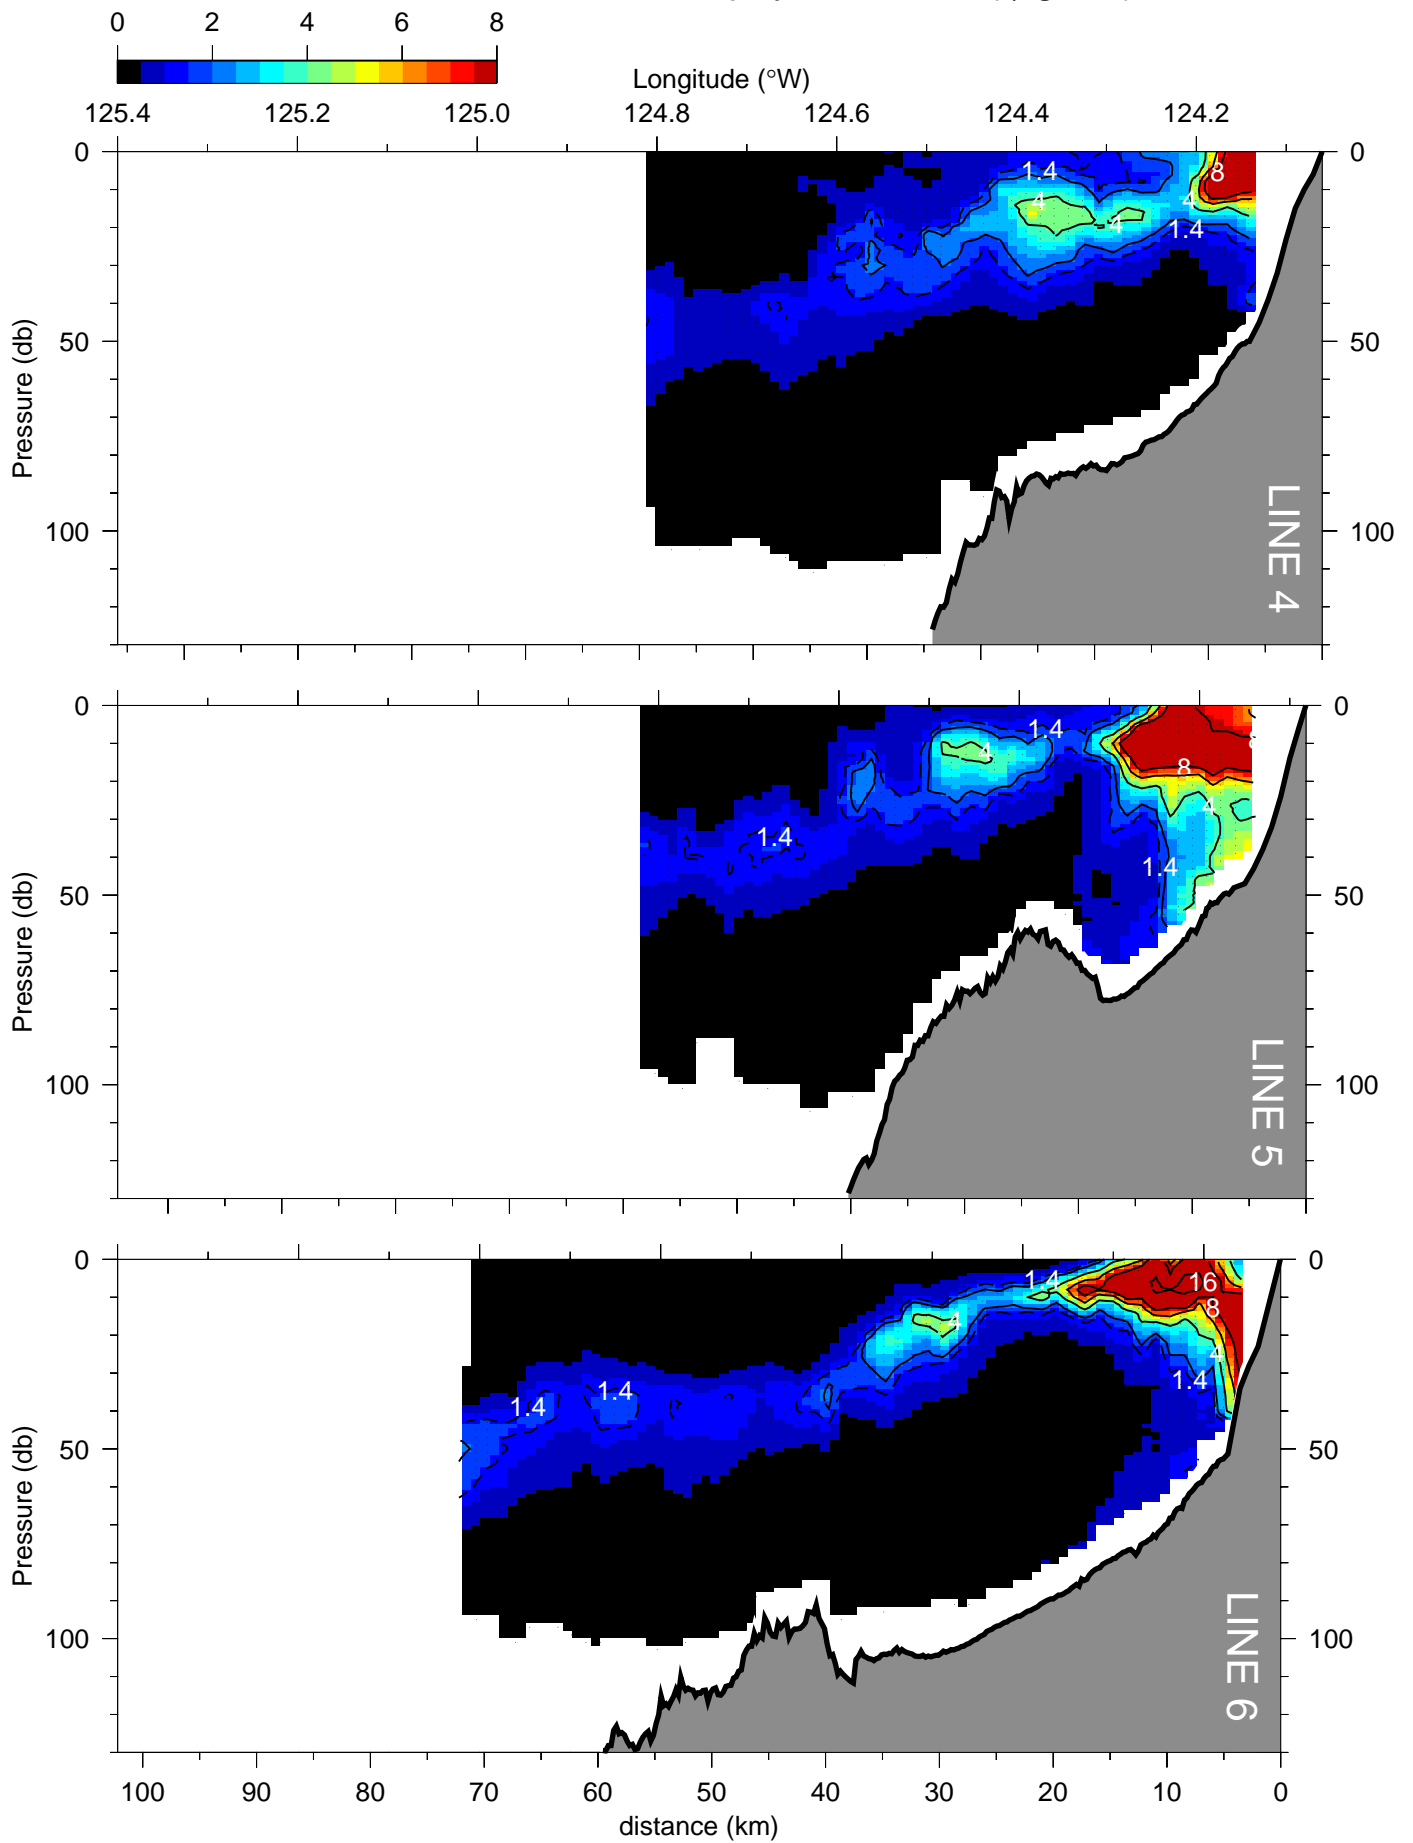 0 2 4 6 8
Longitude (°W)
125.4 125.2 125.0 124.8 124.6 124.4 124.2
0 50 100
Pressure (db)
1.4 8 4 4 4 1.4
LINE 4
0 50 100
0 50 100
Pressure (db)
1.4 4 8 4 1.4 1.4
LINE 5
0 50 100
0 50 100
Pressure (db)
1.4 16 8 4 4 1.4 1.4 1.4
LINE 6
0 50 100
100 90 80 70 60 50 40 30 20 10 0
distance (km)